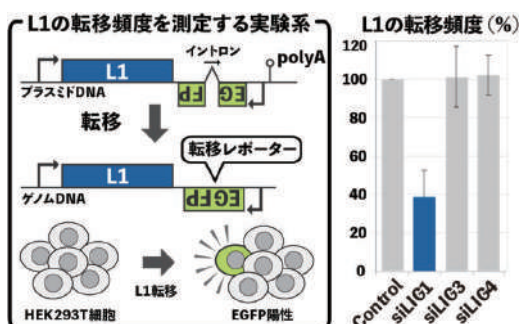 L1の転移頻度を測定する実験系
イントロン
polyA
L1
FP
EG
プラスミドDNA
転移
転移レポーター
L1
EGFP
ゲノムDNA
HEK293T細胞
L1転移
EGFP陽性
L1の転移頻度(%)
120
100
80
60
40
20
0
Control
siLIG1
siLIG3
siLIG4